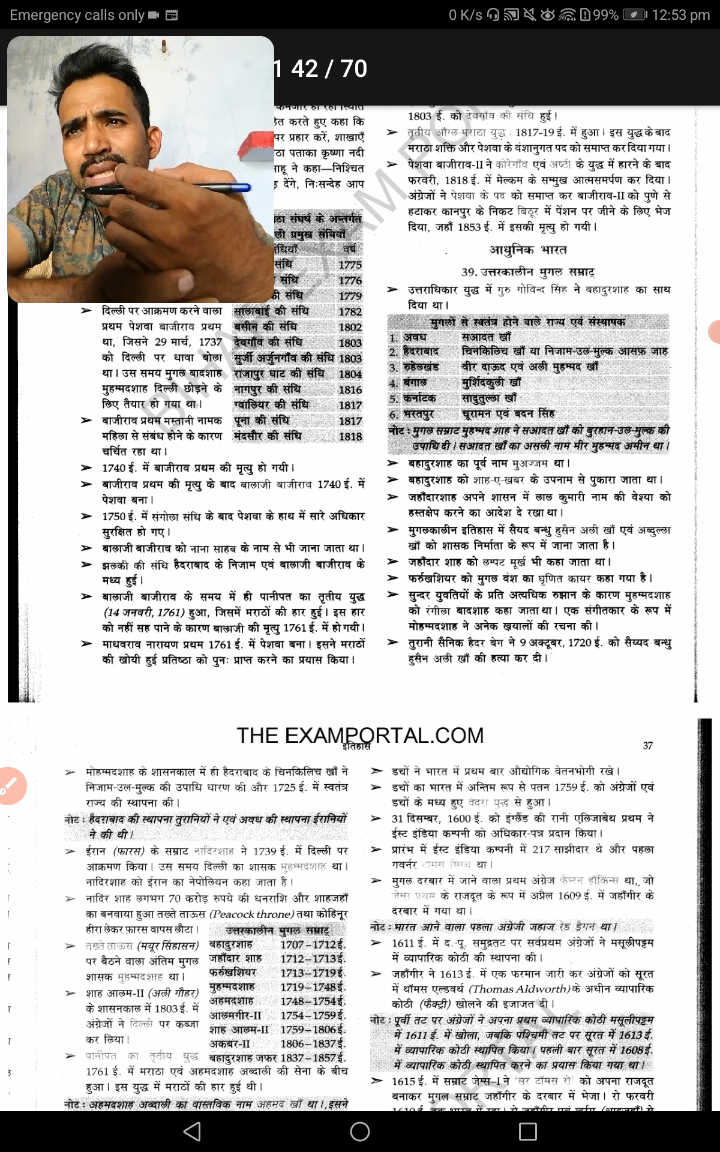 Emergency calls only
0 K/s 99% 12:53 pm
42 / 70
हित करते हुए कहा कि
पर प्रहार करें, शाखाएँ
पताका कृष्णा नदी
साहू ने कहा—निश्चित
देंगे, निःसन्देह आप
संघर्ष के अन्तर्गत
प्रमुख संधियाँ
वर्ष
संधि 1775
संधि 1776
की संधि 1779
सालाबाई की संधि 1782
बसीन की संधि 1802
देवगाँव की संधि 1803
सुर्जी अर्जुनगाँव की संधि 1803
राजापुर घाट की संधि 1804
नागपुर की संधि 1816
ग्वालियर की संधि 1817
पूना की संधि 1817
मंदसौर की संधि 1818
➢ दिल्ली पर आक्रमण करने वाला
प्रथम पेशवा बाजीराव प्रथम
था, जिसने 29 मार्च, 1737
को दिल्ली पर धावा बोला
था। उस समय मुगल बादशाह
मुहम्मदशाह दिल्ली छोड़ने के
लिए तैयार हो गया था।
➢ बाजीराव प्रथम मस्तानी नामक
महिला से संबंध होने के कारण
चर्चित रहा था।
➢ 1740 ई. में बाजीराव प्रथम की मृत्यु हो गयी।
➢ बाजीराव प्रथम की मृत्यु के बाद बालाजी बाजीराव 1740 ई. में
पेशवा बना।
➢ 1750 ई. में संगोला संधि के बाद पेशवा के हाथ में सारे अधिकार
सुरक्षित हो गए।
➢ बालाजी बाजीराव को नाना साहब के नाम से भी जाना जाता था।
➢ झलकी की संधि हैदराबाद के निजाम एवं बालाजी बाजीराव के
मध्य हुई।
➢ बालाजी बाजीराव के समय में ही पानीपत का तृतीय युद्ध
(14 जनवरी, 1761) हुआ, जिसमें मराठों की हार हुई। इस हार
को नहीं सह पाने के कारण बालाजी की मृत्यु 1761 ई. में हो गयी।
➢ माधवराव नारायण प्रथम 1761 ई. में पेशवा बना। इसने मराठों
की खोयी हुई प्रतिष्ठा को पुनः प्राप्त करने का प्रयास किया।
1803 ई. को देवगाँव की संधि हुई।
➢ तृतीय आँग्ल मराठा युद्ध : 1817-19 ई. में हुआ। इस युद्ध के बाद
मराठा शक्ति और पेशवा के वंशानुगत पद को समाप्त कर दिया गया।
➢ पेशवा बाजीराव-II ने कोरेगाँव एवं अष्टी के युद्ध में हारने के बाद
फरवरी, 1818 ई. में मेल्कम के सम्मुख आत्मसमर्पण कर दिया।
अंग्रेजों ने पेशवा के पद को समाप्त कर बाजीराव-II को पुणे से
हटाकर कानपुर के निकट बिठूर में पेंशन पर जीने के लिए भेज
दिया, जहाँ 1853 ई. में इसकी मृत्यु हो गयी।
आधुनिक भारत
39. उत्तरकालीन मुगल सम्राट्
➢ उत्तराधिकार युद्ध में गुरु गोविन्द सिंह ने बहादुरशाह का साथ
दिया था।
मुगलों से स्वतंत्र होने वाले राज्य एवं संस्थापक
1. अवध सआदत खाँ
2. हैदराबाद चिनकिलिच खाँ या निजाम-उल-मुल्क आसफ़ जाह
3. रुहेलखंड वीर दाऊद एवं अली मुहम्मद खाँ
4. बंगाल मुर्शिदकुली खाँ
5. कर्नाटक सादुतुल्ला खाँ
6. भरतपुर चूरामन एवं बदन सिंह
नोट : मुगल सम्राट मुहम्मद शाह ने सआदत खाँ को बुरहान-उल-मुल्क की
उपाधि दी। सआदत खाँ का असली नाम मीर मुहम्मद अमीन था।
➢ बहादुरशाह का पूर्व नाम मुअज्जम था।
➢ बहादुरशाह को शाह-ए-खबर के उपनाम से पुकारा जाता था।
➢ जहाँदारशाह अपने शासन में लाल कुमारी नाम की वेश्या को
हस्तक्षेप करने का आदेश दे रखा था।
➢ मुगलकालीन इतिहास में सैयद बन्धु हुसैन अली खाँ एवं अब्दुल्ला
खाँ को शासक निर्माता के रूप में जाना जाता है।
➢ जहाँदार शाह को लम्पट मूर्ख भी कहा जाता था।
➢ फर्रुखशियर को मुगल वंश का घृणित कायर कहा गया है।
➢ सुन्दर युवतियों के प्रति अत्यधिक रुझान के कारण मुहम्मदशाह
को रंगीला बादशाह कहा जाता था। एक संगीतकार के रूप में
मोहम्मदशाह ने अनेक खयालों की रचना की।
➢ तुरानी सैनिक हैदर बेग ने 9 अक्टूबर, 1720 ई. को सैय्यद बन्धु
हुसैन अली खाँ की हत्या कर दी।
THE EXAMPORTAL.COM
इतिहास
37
➢ मोहम्मदशाह के शासनकाल में ही हैदराबाद के चिनकिलिच खाँ ने
निजाम-उल-मुल्क की उपाधि धारण की और 1725 ई. में स्वतंत्र
राज्य की स्थापना की।
नोट : हैदराबाद की स्थापना तुरानियों ने एवं अवध की स्थापना ईरानियों
ने की थी।
➢ ईरान (फारस) के सम्राट नादिरशाह ने 1739 ई. में दिल्ली पर
आक्रमण किया। उस समय दिल्ली का शासक मुहम्मदशाह था।
नादिरशाह को ईरान का नेपोलियन कहा जाता है।
➢ नादिर शाह लगभग 70 करोड़ रुपये की धनराशि और शाहजहाँ
का बनवाया हुआ तख्ते ताऊस (Peacock throne) तथा कोहिनूर
हीरा लेकर फ़ारस वापस लौटा।
➢ तख्ते ताऊस (मयूर सिंहासन)
पर बैठने वाला अंतिम मुगल
शासक मुहम्मदशाह था।
➢ शाह आलम-II (अली गौहर)
के शासनकाल में 1803 ई. में
अंग्रेजों ने दिल्ली पर कब्जा
कर लिया।
उत्तरकालीन मुगल सम्राट्
बहादुरशाह 1707–1712 ई.
जहाँदार शाह 1712–1713 ई.
फर्रुखशियर 1713–1719 ई.
मुहम्मदशाह 1719–1748 ई.
अहमदशाह 1748–1754 ई.
आलमगीर-II 1754–1759 ई.
शाह आलम-II 1759–1806 ई.
अकबर-II 1806–1837 ई.
बहादुरशाह जफर 1837–1857 ई.
➢ पानीपत का तृतीय युद्ध
1761 ई. में मराठा एवं अहमदशाह अब्दाली की सेना के बीच
हुआ। इस युद्ध में मराठों की हार हुई थी।
नोट : अहमदशाह अब्दाली का वास्तविक नाम अहमद खाँ था। इसने
➢ डचों ने भारत में प्रथम बार औद्योगिक वेतनभोगी रखे।
➢ डचों का भारत में अन्तिम रूप से पतन 1759 ई. को अंग्रेजों एवं
डचों के मध्य हुए वेदरा युद्ध से हुआ।
➢ 31 दिसम्बर, 1600 ई. को इंग्लैंड की रानी एलिजाबेथ प्रथम ने
ईस्ट इंडिया कम्पनी को अधिकार-पत्र प्रदान किया।
➢ प्रारंभ में ईस्ट इंडिया कम्पनी में 217 साझीदार थे और पहला
गवर्नर टॉमस स्मिथ था।
➢ मुगल दरबार में जाने वाला प्रथम अंग्रेज कैप्टन हॉकिन्स था, जो
जेम्स प्रथम के राजदूत के रूप में अप्रैल 1609 ई. में जहाँगीर के
दरबार में गया था।
नोट : भारत आने वाला पहला अंग्रेजी जहाज रेड ड्रैगन था।
➢ 1611 ई. में द.-पू. समुद्रतट पर सर्वप्रथम अंग्रेजों ने मसूलीपट्टम
में व्यापारिक कोठी की स्थापना की।
➢ जहाँगीर ने 1613 ई. में एक फरमान जारी कर अंग्रेजों को सूरत
में थॉमस एल्डवर्थ (Thomas Aldworth) के अधीन व्यापारिक
कोठी (फैक्ट्री) खोलने की इजाजत दी।
नोट : पूर्वी तट पर अंग्रेजों ने अपना प्रथम व्यापारिक कोठी मसूलीपट्टम
में 1611 ई. में खोला, जबकि पश्चिमी तट पर सूरत में 1613 ई.
में व्यापारिक कोठी स्थापित किया। पहली बार सूरत में 1608 ई.
में व्यापारिक कोठी स्थापित करने का प्रयास किया गया था।
➢ 1615 ई. में सम्राट जेम्स-I ने 'सर टॉमस रो' को अपना राजदूत
बनाकर मुगल सम्राट जहाँगीर के दरबार में भेजा। रो फरवरी